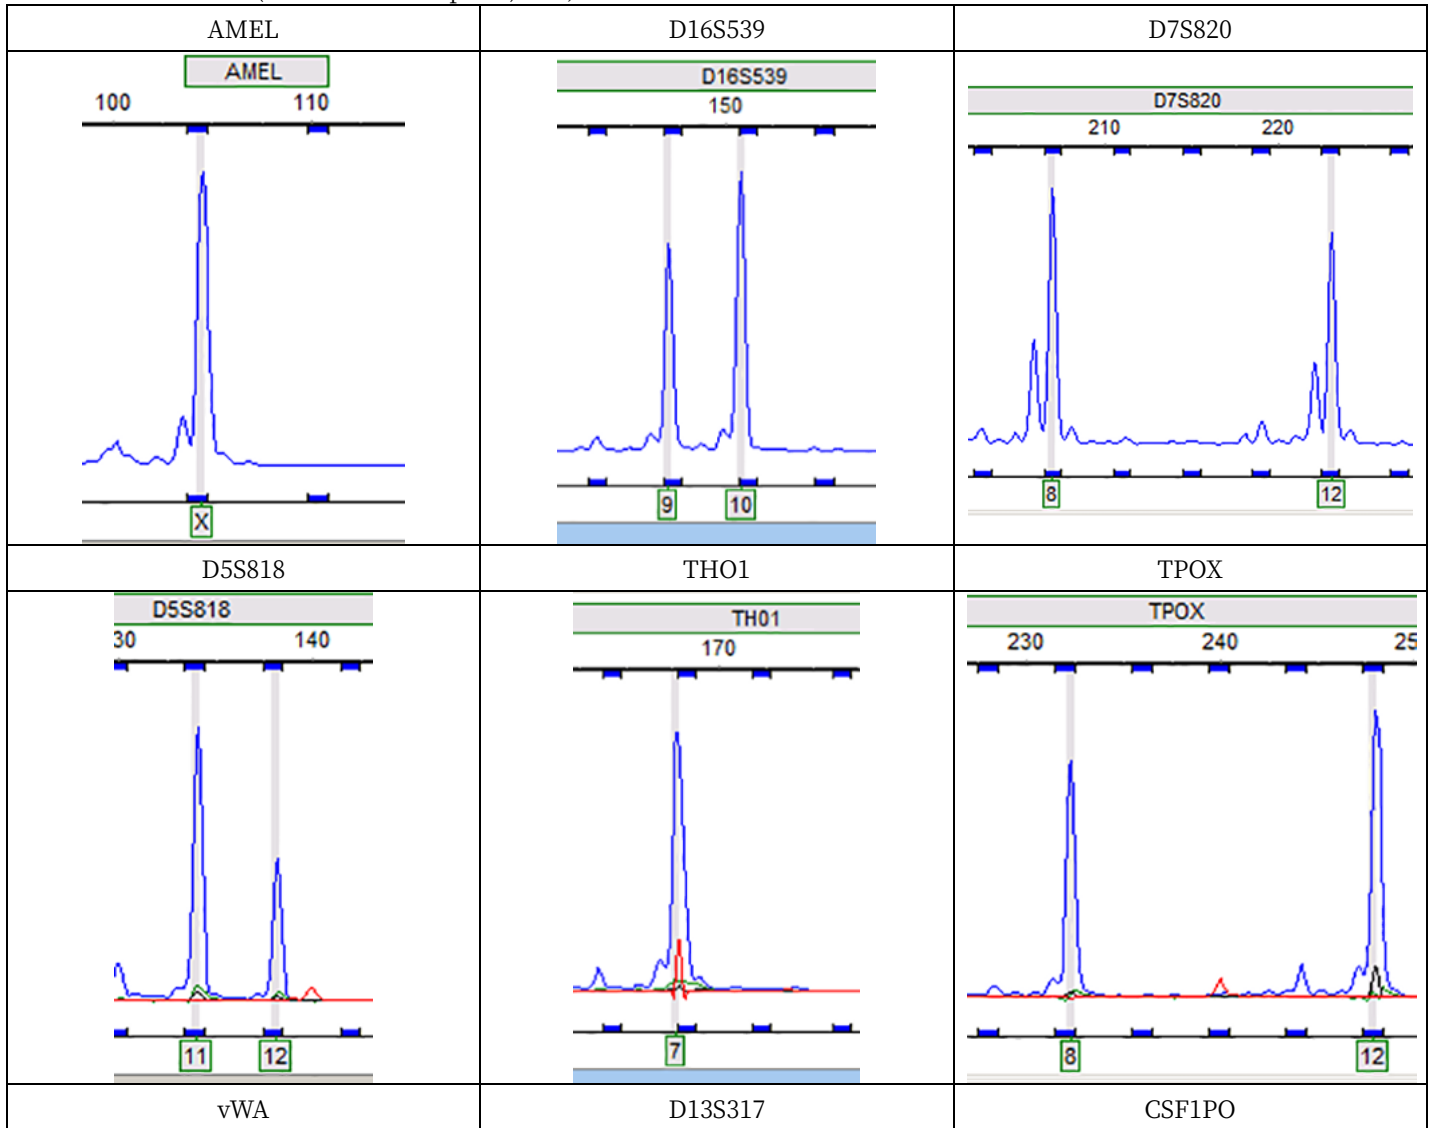 AMEL D16S539 D7S820
AMEL
100 110
X
D16S539
150
9 10
D7S820
210 220
8 12
D5S818 THO1 TPOX
D5S818
30 140
11 12
TH01
170
7
TPOX
230 240 25
8 12
vWA D13S317 CSF1PO